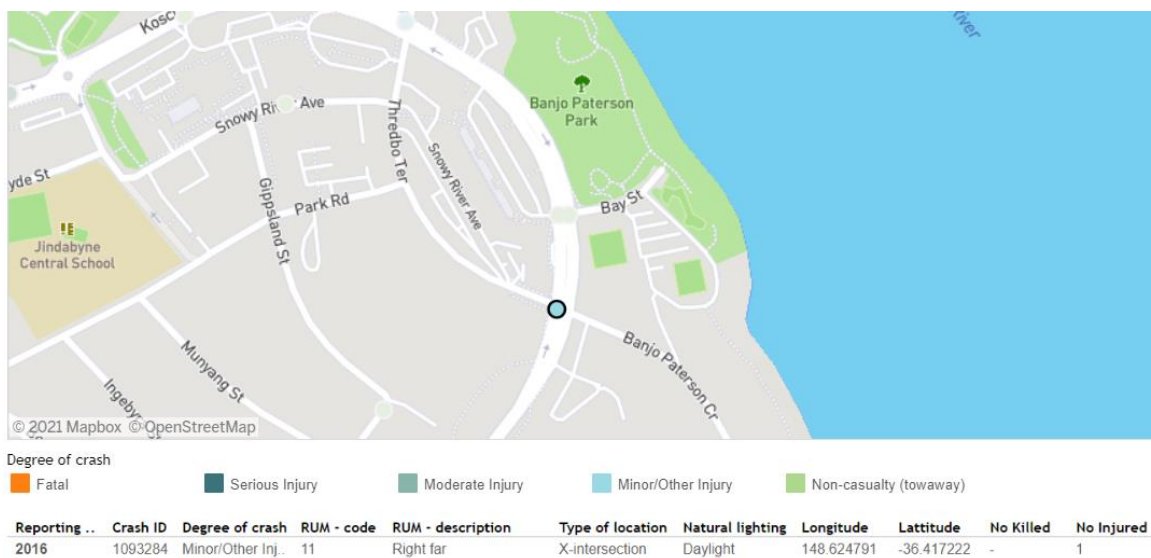 Kosc
River
Banjo Paterson
Park
Snowy River Ave
Thredbo Ter
Snowy River Ave
yde St
Gippsland St
Park Rd
Bay St
Jindabyne
Central School
Banjo Paterson Cr
Munyang St
Ingeby
© 2021 Mapbox © OpenStreetMap
Degree of crash
Fatal Serious Injury Moderate Injury Minor/Other Injury Non-casualty (towaway)
Reporting .. Crash ID Degree of crash RUM - code RUM - description Type of location Natural lighting Longitude Lattitude No Killed No Injured
2016 1093284 Minor/Other Inj.. 11 Right far X-intersection Daylight 148.624791 -36.417222 - 1